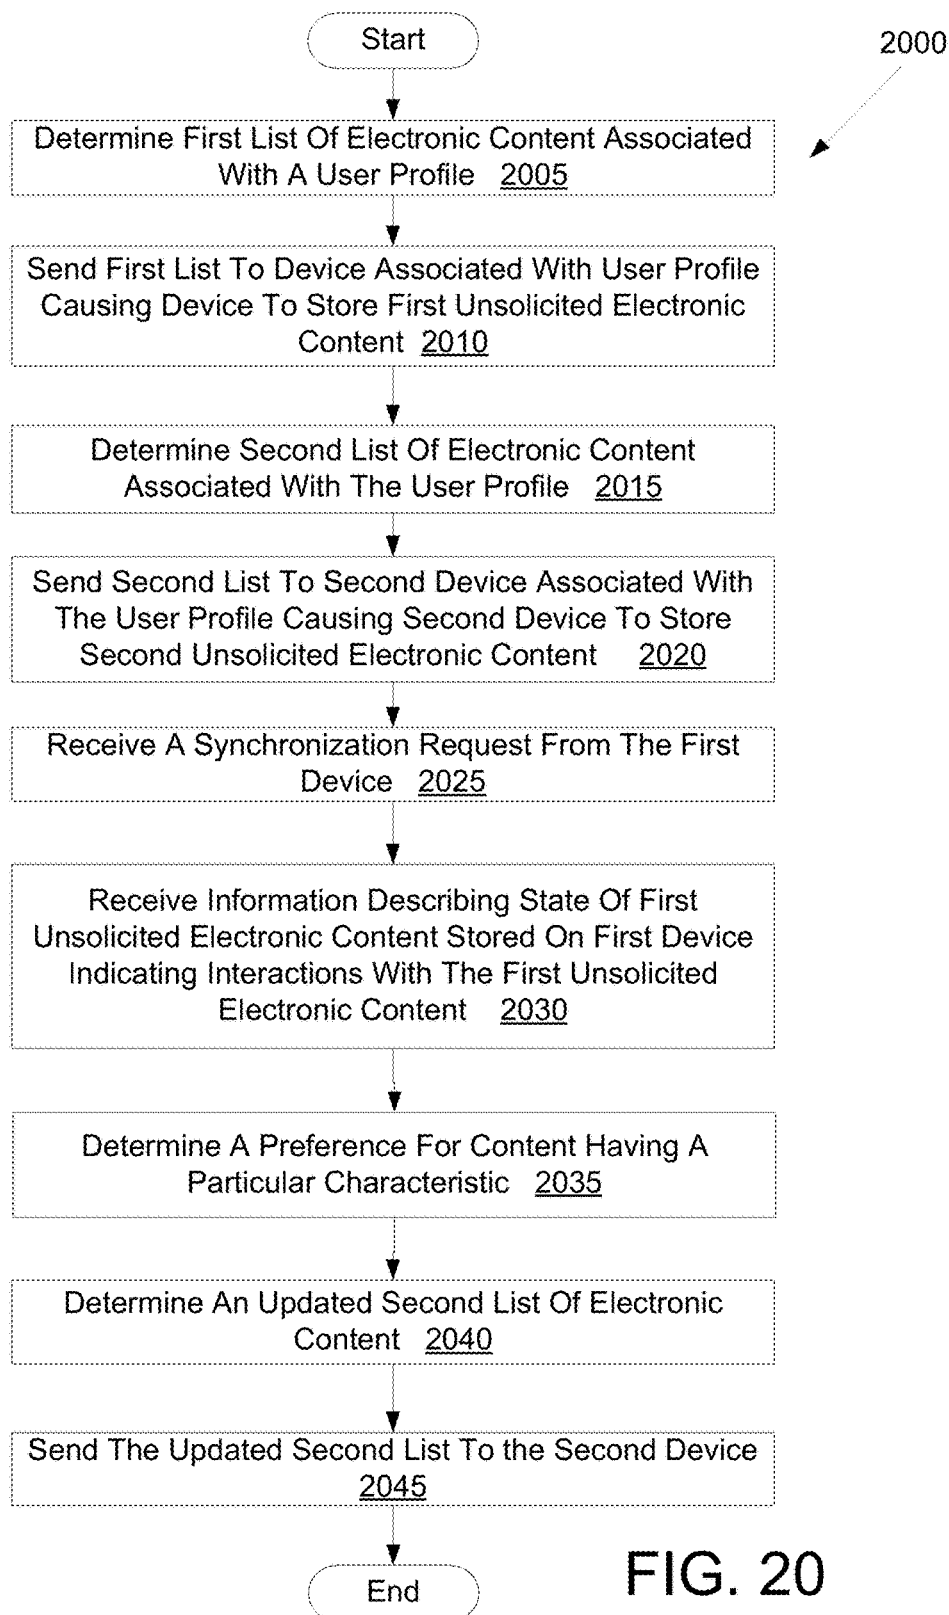 Start
2000
Determine First List Of Electronic Content Associated
With A User Profile 2005
Send First List To Device Associated With User Profile
Causing Device To Store First Unsolicited Electronic
Content 2010
Determine Second List Of Electronic Content
Associated With The User Profile 2015
Send Second List To Second Device Associated With
The User Profile Causing Second Device To Store
Second Unsolicited Electronic Content 2020
Receive A Synchronization Request From The First
Device 2025
Receive Information Describing State Of First
Unsolicited Electronic Content Stored On First Device
Indicating Interactions With The First Unsolicited
Electronic Content 2030
Determine A Preference For Content Having A
Particular Characteristic 2035
Determine An Updated Second List Of Electronic
Content 2040
Send The Updated Second List To the Second Device
2045
End
FIG. 20